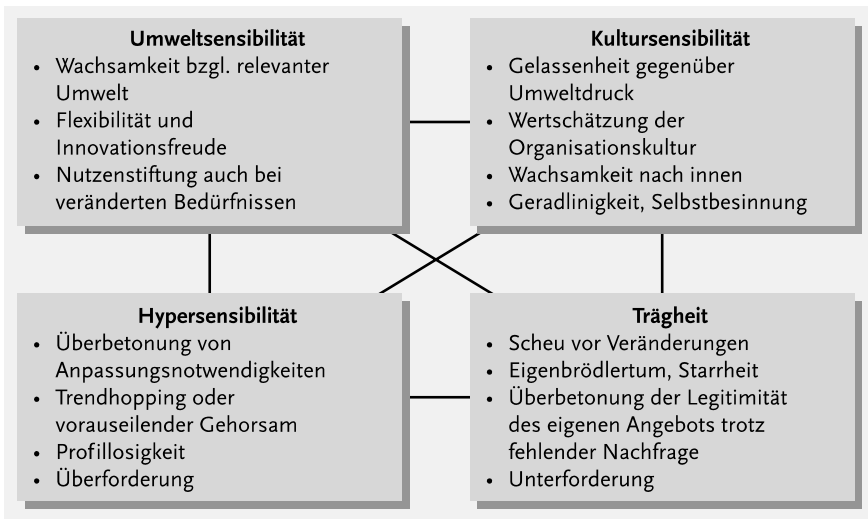 Umweltsensibilität
• Wachsamkeit bzgl. relevanter
Umwelt
• Flexibilität und
Innovationsfreude
• Nutzenstiftung auch bei
veränderten Bedürfnissen
Kultursensibilität
• Gelassenheit gegenüber
Umweltdruck
• Wertschätzung der
Organisationskultur
• Wachsamkeit nach innen
• Geradlinigkeit, Selbstbesinnung
Hypersensibilität
• Überbetonung von
Anpassungsnotwendigkeiten
• Trendhopping oder
vorauseilender Gehorsam
• Profillosigkeit
• Überforderung
Trägheit
• Scheu vor Veränderungen
• Eigenbrödlertum, Starrheit
• Überbetonung der Legitimität
des eigenen Angebots trotz
fehlender Nachfrage
• Unterforderung